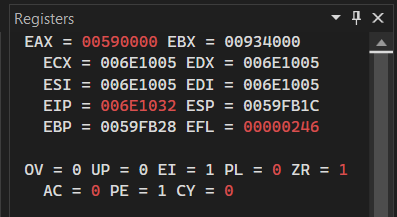 Registers
EAX = 00590000 EBX = 00934000
ECX = 006E1005 EDX = 006E1005
ESI = 006E1005 EDI = 006E1005
EIP = 006E1032 ESP = 0059FB1C
EBP = 0059FB28 EFL = 00000246
OV = 0 UP = 0 EI = 1 PL = 0 ZR = 1
AC = 0 PE = 1 CY = 0